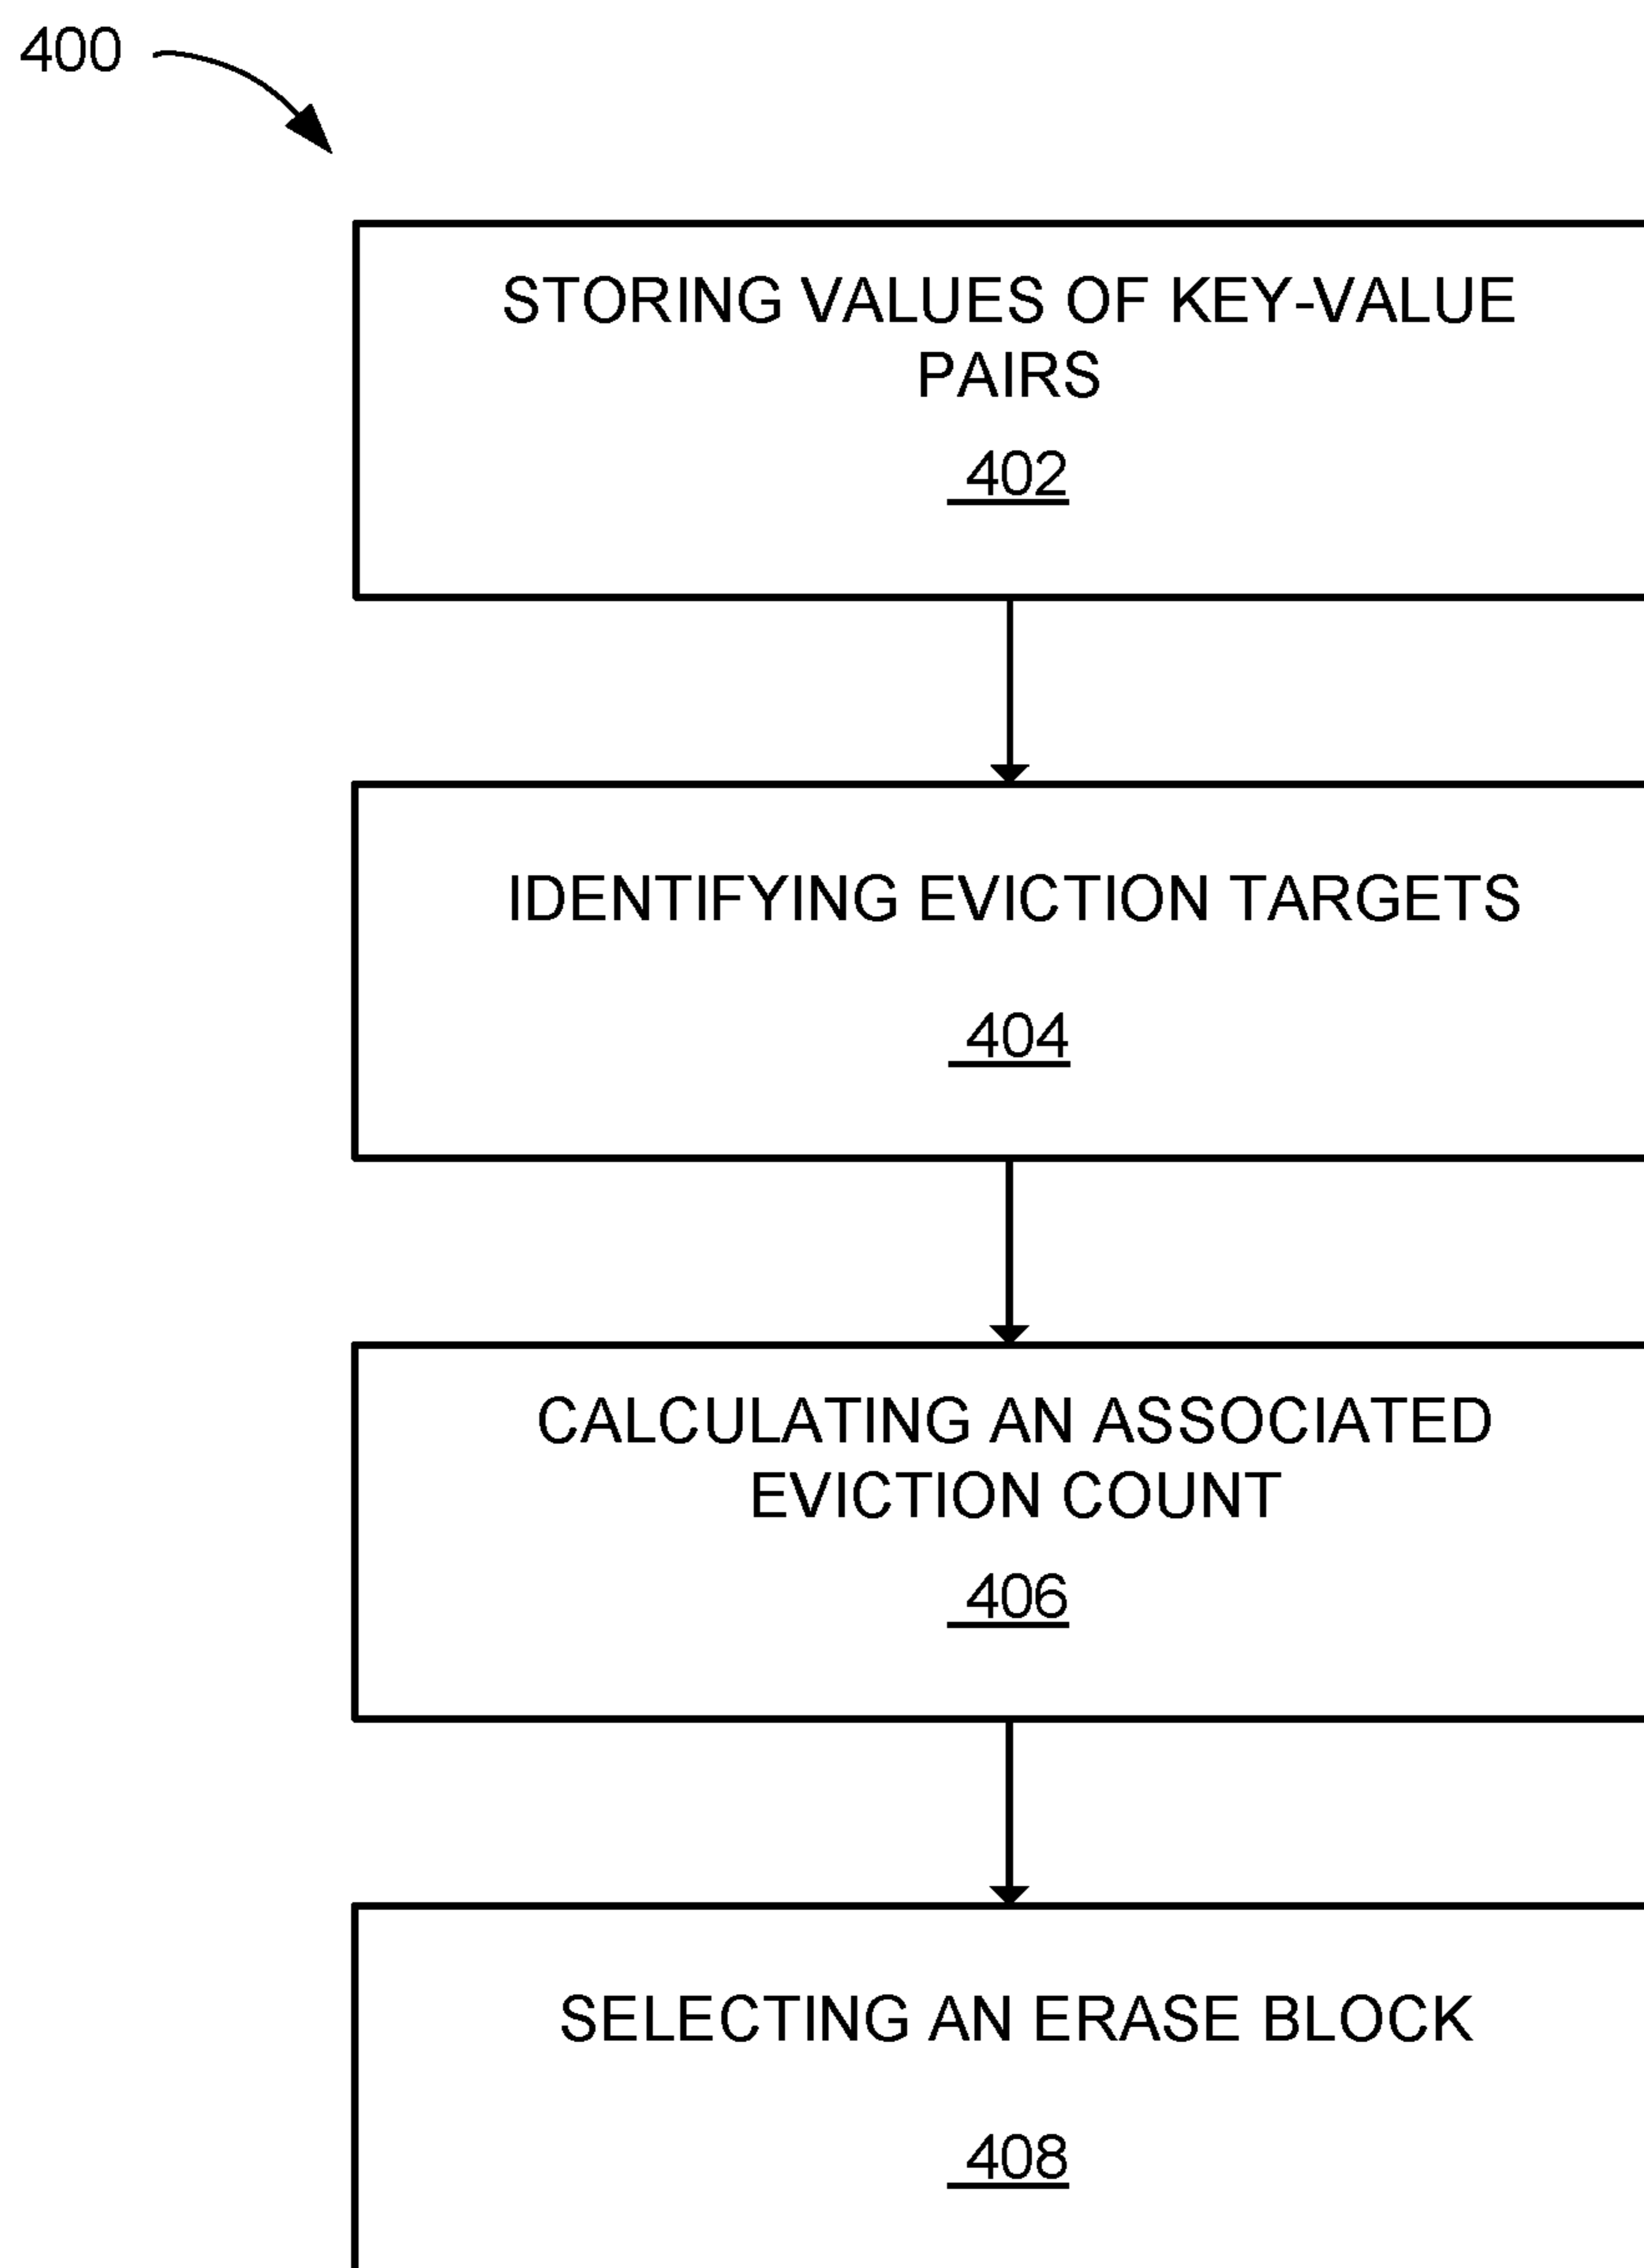 400
STORING VALUES OF KEY-VALUE
PAIRS
402
IDENTIFYING EVICTION TARGETS
404
CALCULATING AN ASSOCIATED
EVICTION COUNT
406
SELECTING AN ERASE BLOCK
408